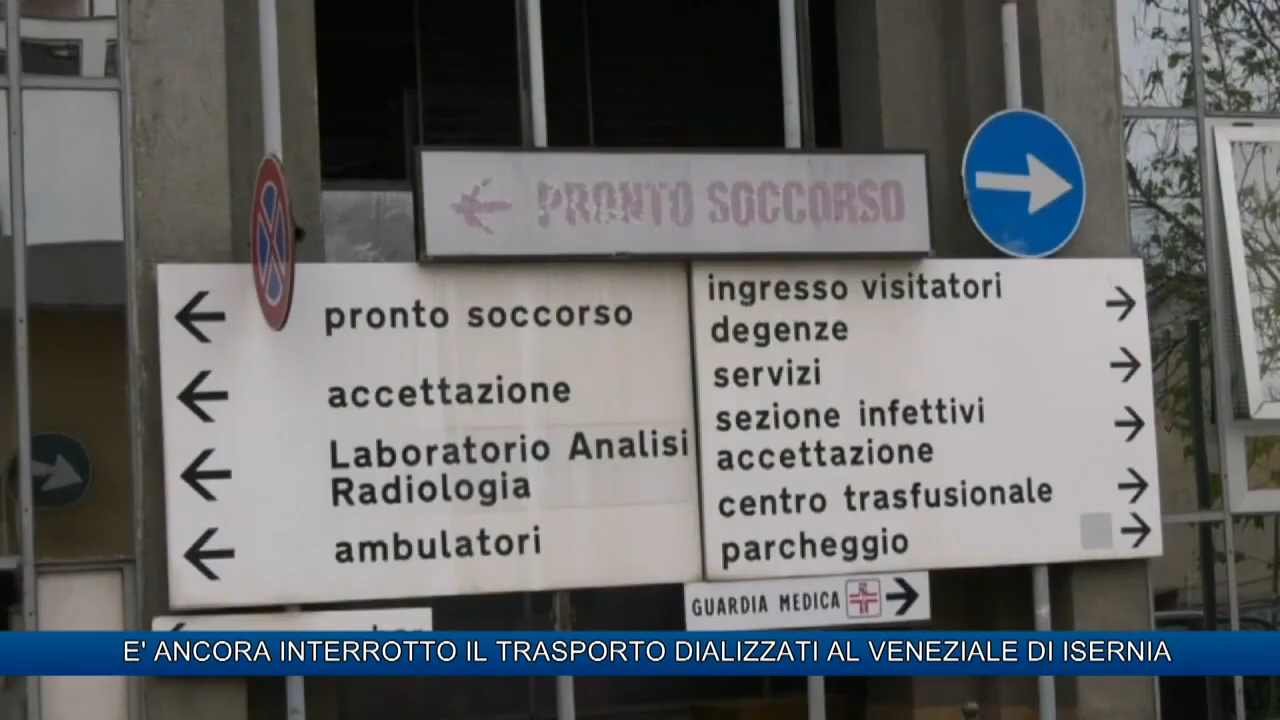 PRONTO SOCCORSO
pronto soccorso
accettazione
Laboratorio Analisi
Radiologia
ambulatori
ingresso visitatori
degenze
servizi
sezione infettivi
accettazione
centro trasfusionale
parcheggio
GUARDIA MEDICA
E' ANCORA INTERROTTO IL TRASPORTO DIALIZZATI AL VENEZIALE DI ISERNIA